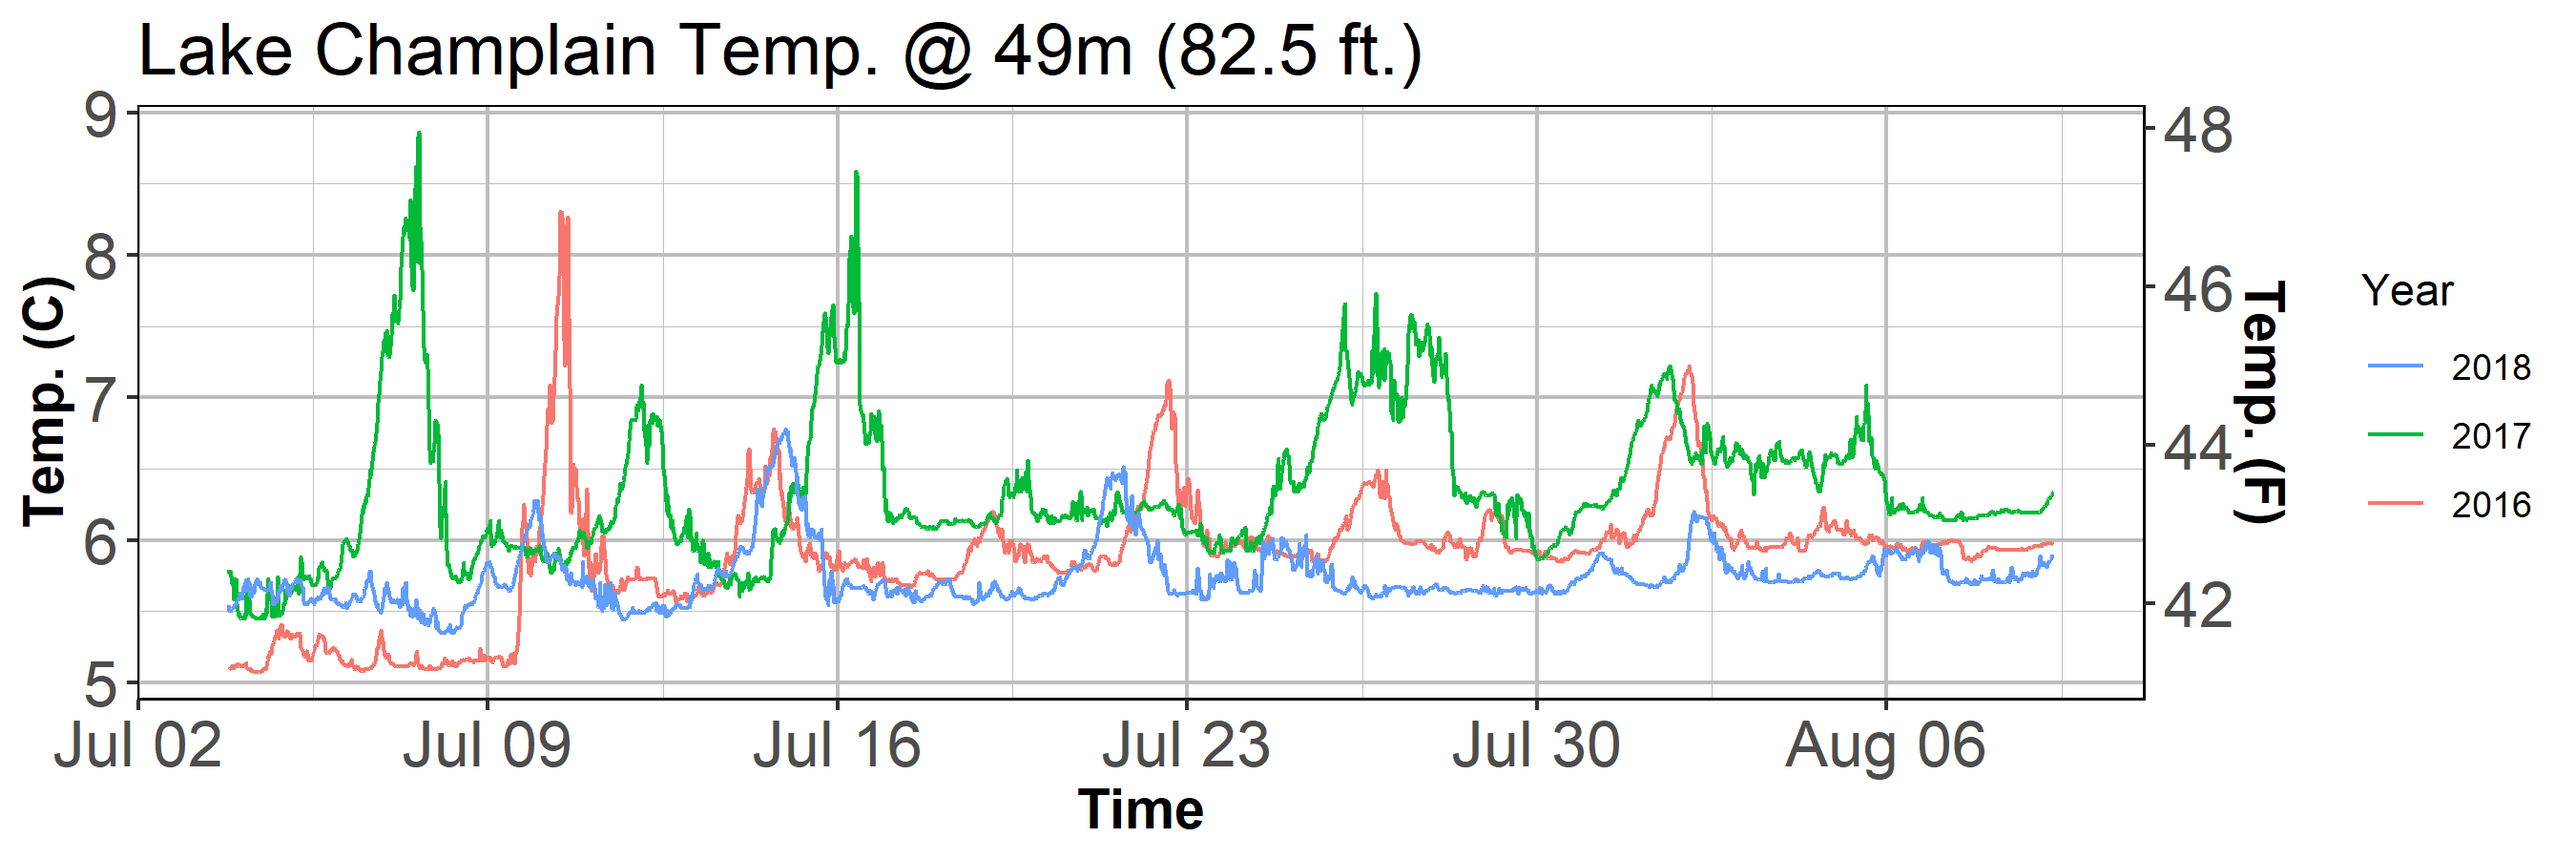 Lake Champlain Temp. @ 49m (82.5 ft.)
9
8
7
6
5
Temp. (C)
48
46
44
42
Temp. (F)
Jul 02
Jul 09
Jul 16
Jul 23
Jul 30
Aug 06
Time
Year
2018
2017
2016